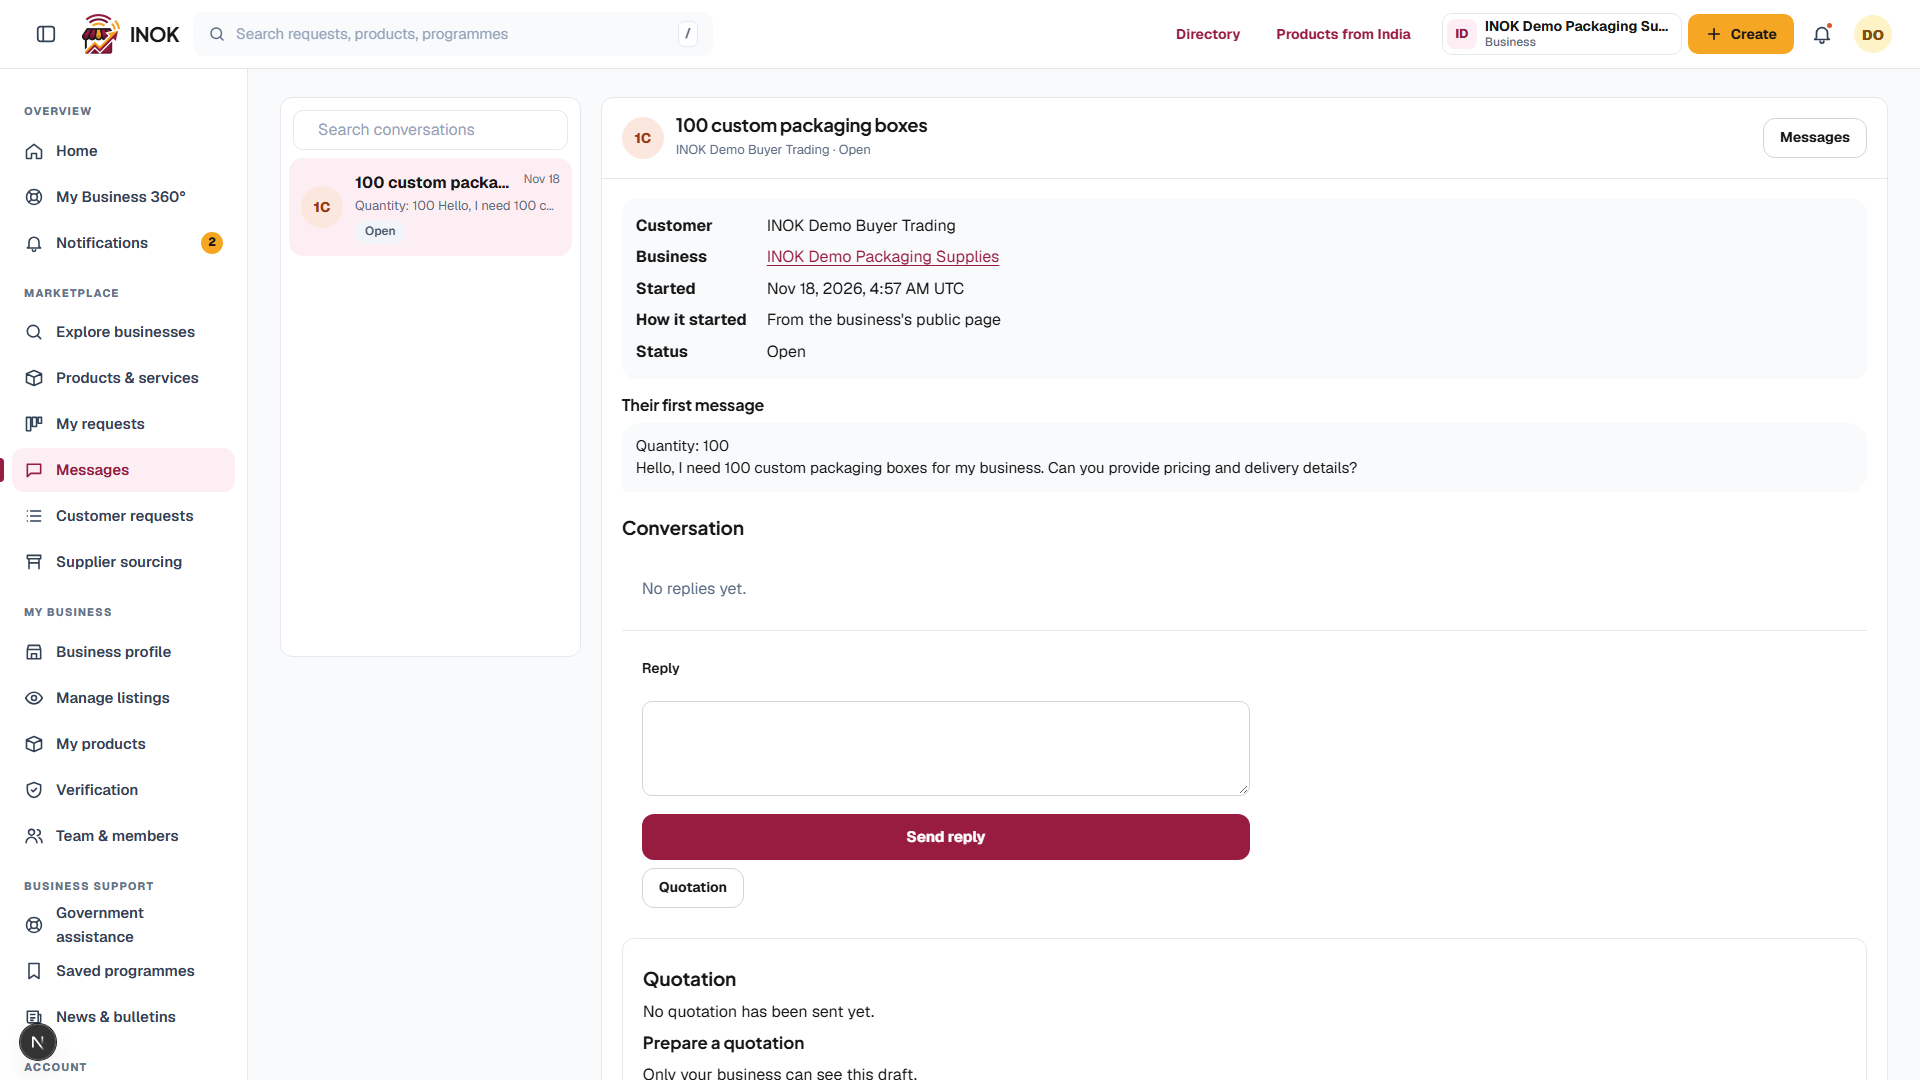 INOK
Search requests, products, programmes
/
Directory
Products from India
ID
INOK Demo Packaging Su...
Business
Create
DO
OVERVIEW
Home
My Business 360°
Notifications
2
MARKETPLACE
Explore businesses
Products & services
My requests
Messages
Customer requests
Supplier sourcing
MY BUSINESS
Business profile
Manage listings
My products
Verification
Team & members
BUSINESS SUPPORT
Government
assistance
Saved programmes
News & bulletins
N
ACCOUNT
Search conversations
1C
100 custom packa...
Nov 18
Quantity: 100 Hello, I need 100 c...
Open
1C
100 custom packaging boxes
INOK Demo Buyer Trading · Open
Messages
Customer INOK Demo Buyer Trading
Business INOK Demo Packaging Supplies
Started Nov 18, 2026, 4:57 AM UTC
How it started From the business's public page
Status Open
Their first message
Quantity: 100
Hello, I need 100 custom packaging boxes for my business. Can you provide pricing and delivery details?
Conversation
No replies yet.
Reply
Send reply
Quotation
Quotation
No quotation has been sent yet.
Prepare a quotation
Only your business can see this draft.